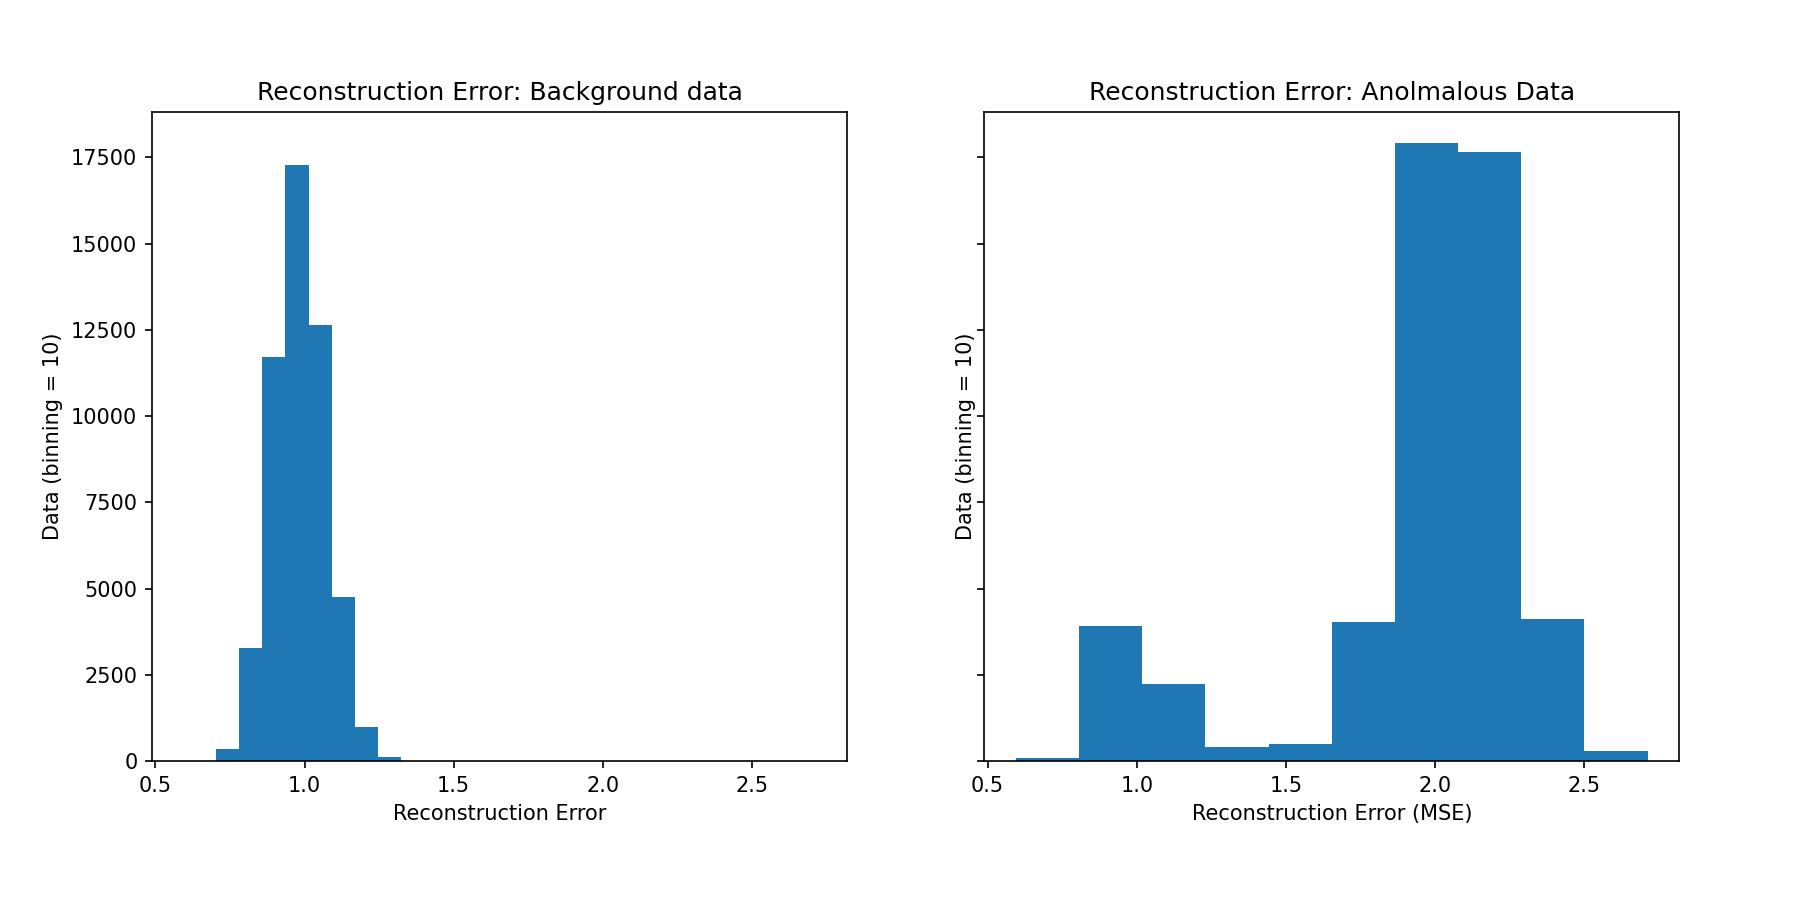 Reconstruction Error: Background data
17500
15000
12500
10000
7500
5000
2500
0
Data (binning = 10)
0.5 1.0 1.5 2.0 2.5
Reconstruction Error
Reconstruction Error: Anolmalous Data
Data (binning = 10)
0.5 1.0 1.5 2.0 2.5
Reconstruction Error (MSE)